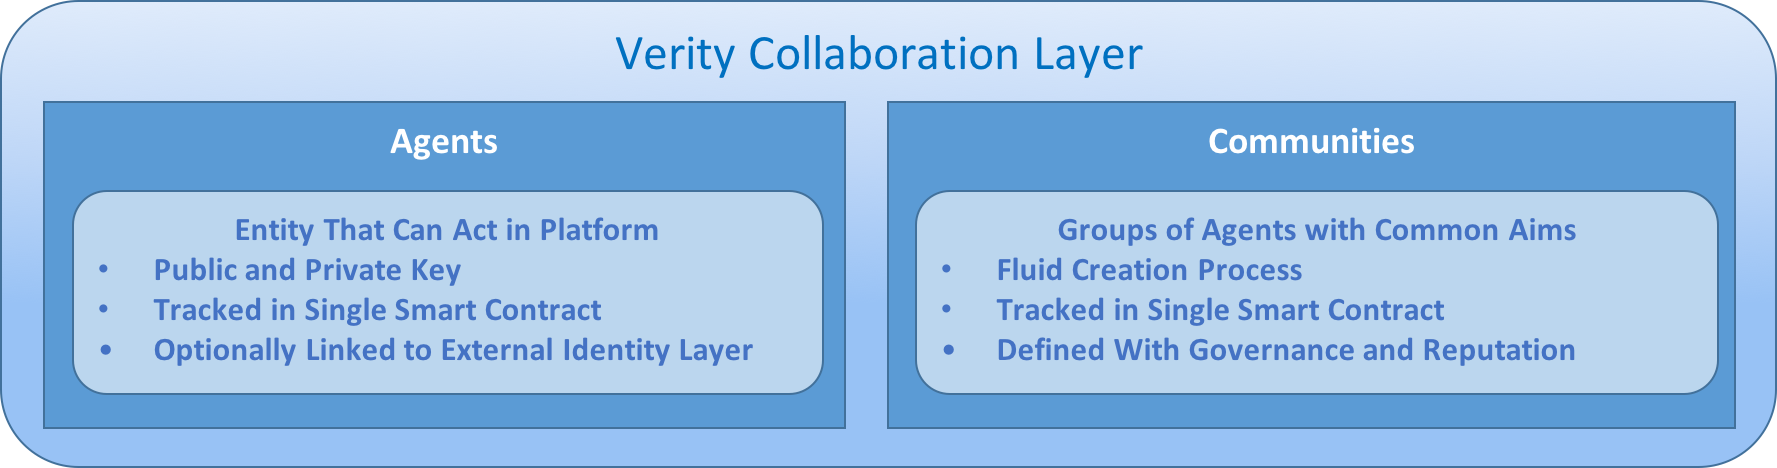 Verity Collaboration Layer
Agents
Entity That Can Act in Platform
• Public and Private Key
• Tracked in Single Smart Contract
• Optionally Linked to External Identity Layer
Communities
Groups of Agents with Common Aims
• Fluid Creation Process
• Tracked in Single Smart Contract
• Defined With Governance and Reputation